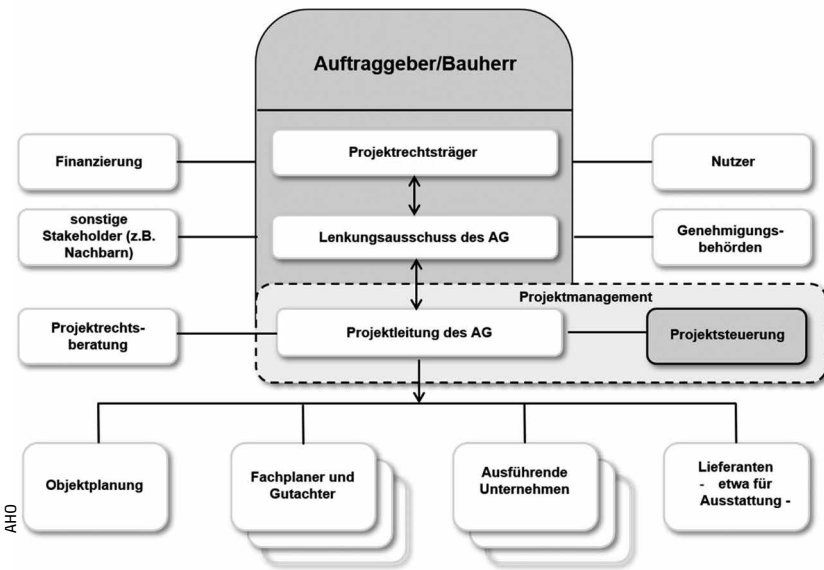 Auftraggeber/Bauherr
Finanzierung
Projektrechtsträger
Nutzer
sonstige
Stakeholder (z.B.
Nachbarn)
Lenkungsausschuss des AG
Genehmigungs-
behörden
Projektmanagement
Projektrechts-
beratung
Projektleitung des AG
Projektsteuerung
Objektplanung
Fachplaner und
Gutachter
Ausführende
Unternehmen
Lieferanten
- etwa für
Ausstattung -
AHO